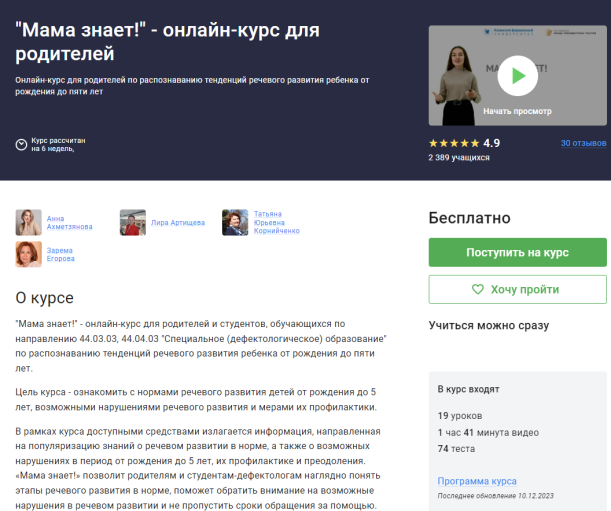 "Мама знает!" - онлайн-курс для
родителей
Онлайн-курс для родителей по распознаванию тенденций речевого развития ребенка от
рождения до пяти лет
Курс рассчитан
на 6 недель,
Начать просмотр
4.9
30 отзывов
2 389 учащихся
Анна
Ахметзянова
Лира Артищева
Татьяна
Юрьевна
Корнийченко
Зарема
Егорова
Бесплатно
Поступить на курс
Хочу пройти
Учиться можно сразу
О курсе
"Мама знает!" - онлайн-курс для родителей и студентов, обучающихся по
направлению 44.03.03, 44.04.03 "Специальное (дефектологическое) образование"
по распознаванию тенденций речевого развития ребенка от рождения до пяти
лет.
Цель курса - ознакомить с нормами речевого развития детей от рождения до 5
лет, возможными нарушениями речевого развития и мерами их профилактики.
В рамках курса доступными средствами излагается информация, направленная
на популяризацию знаний о речевом развитии в норме, а также о возможных
нарушениях в период от рождения до 5 лет, их профилактике и преодоления.
«Мама знает!» позволит родителям и студентам-дефектологам наглядно понять
этапы речевого развития в норме, поможет обратить внимание на возможные
нарушения в речевом развитии и не пропустить сроки обращения за помощью.
В курс входят
19 уроков
1 час 41 минута видео
74 теста
Программа курса
Последнее обновление 10.12.2023